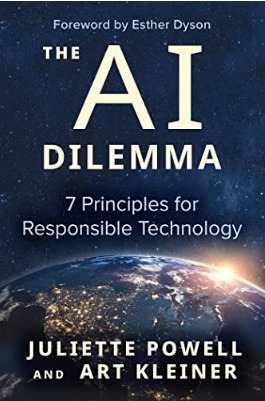 Foreword by Esther Dyson
THE
AI
DILEMMA
7 Principles for
Responsible Technology
JULIETTE POWELL
AND ART KLEINER